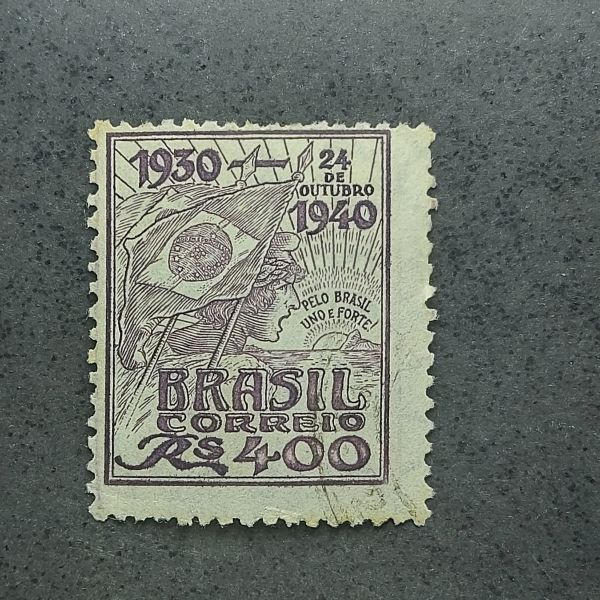 1930 — 24
DE
OUTUBRO
1940
PELO BRASIL
UNO E FORTE!
BRASIL
CORREIO
RS 400